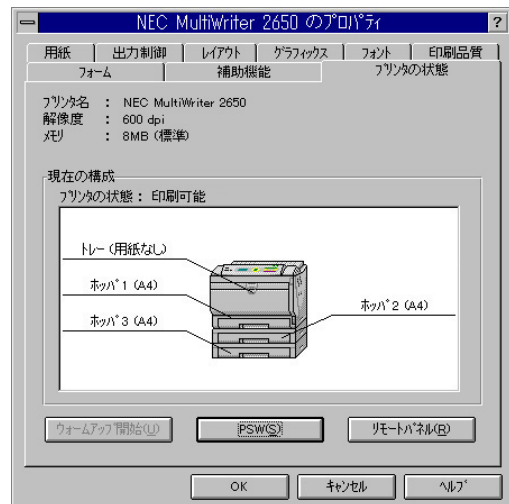 NEC MultiWriter 2650 のﾌﾟﾛﾊﾟﾃｨ ?
用紙 出力制御 ﾚｲｱｳﾄ ｸﾞﾗﾌｨｯｸｽ ﾌｫﾝﾄ 印刷品質
ﾌｫｰﾑ 補助機能 ﾌﾟﾘﾝﾀの状態
ﾌﾟﾘﾝﾀ名 : NEC MultiWriter 2650
解像度 : 600 dpi
ﾒﾓﾘ : 8MB (標準)
現在の構成
ﾌﾟﾘﾝﾀの状態 : 印刷可能
ﾄﾚｰ (用紙なし)
ﾎｯﾊﾟ 1 (A4)
ﾎｯﾊﾟ 2 (A4)
ﾎｯﾊﾟ 3 (A4)
ｳｫｰﾑｱｯﾌﾟ開始(U) PSW(S) ﾘﾓｰﾄﾊﾟﾈﾙ(R)
OK ｷｬﾝｾﾙ ﾍﾙﾌﾟ